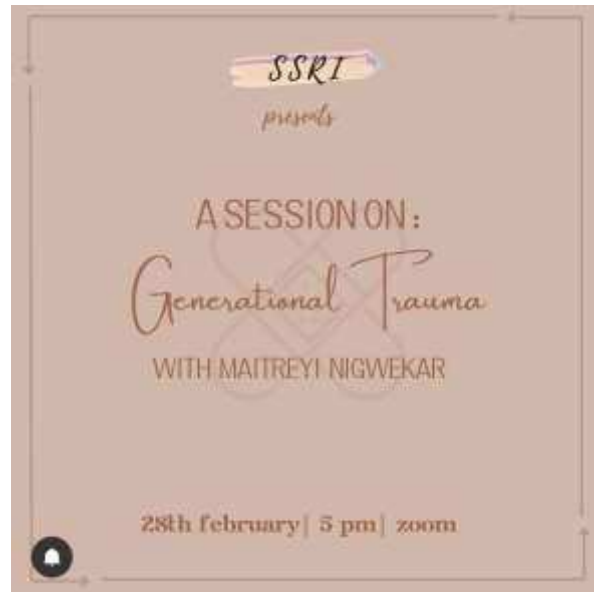 SSRI
presents
A SESSION ON :
Generational Trauma
WITH MAITREYI NIGWEKAR
28th february| 5 pm| zoom